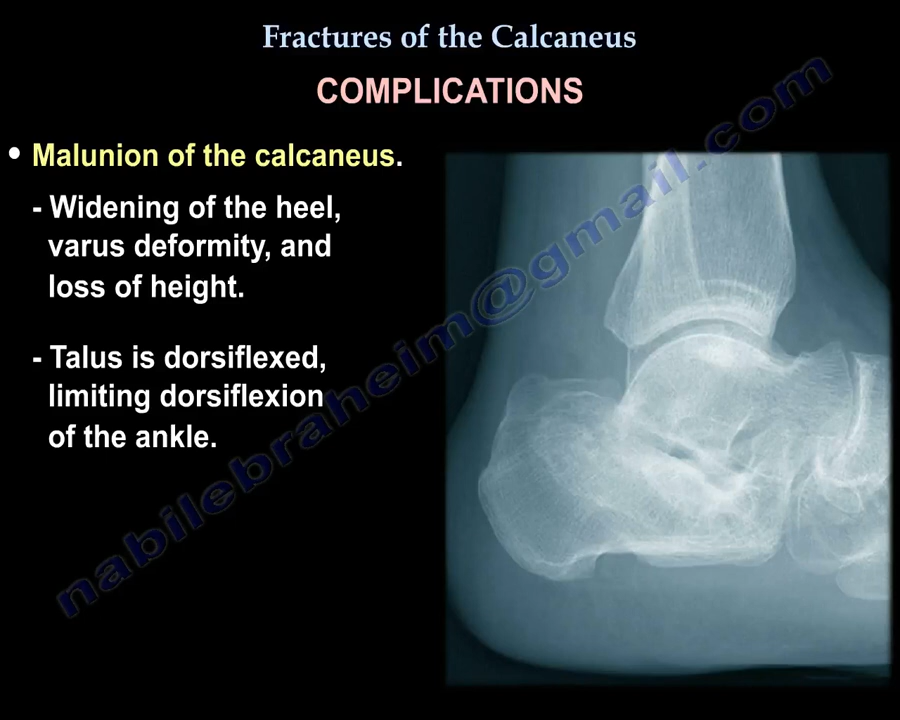 Fractures of the Calcaneus
COMPLICATIONS
• Malunion of the calcaneus.
- Widening of the heel,
varus deformity, and
loss of height.
- Talus is dorsiflexed,
limiting dorsiflexion
of the ankle.
nabilebraheim@gmail.com